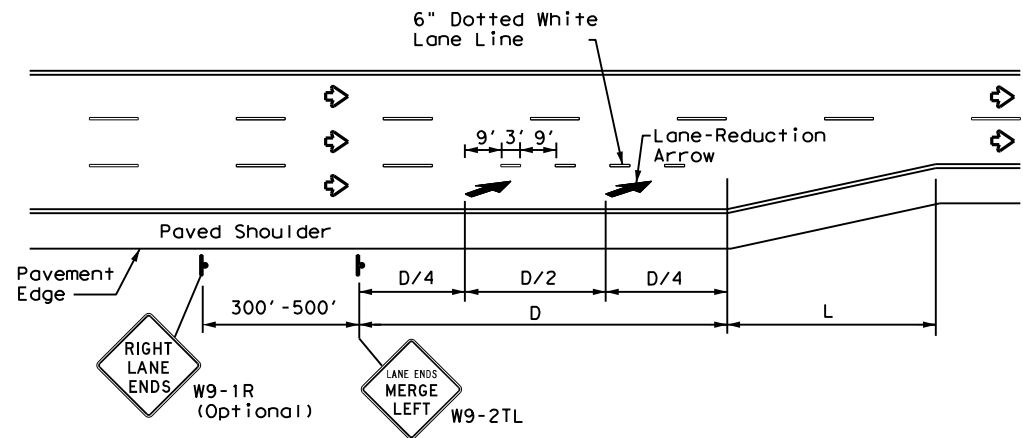 6" Dotted White
Lane Line
9' 3' 9'
Lane-Reduction
Arrow
Paved Shoulder
Pavement
Edge
D/4 D/2 D/4
300'-500' D L
RIGHT
LANE
ENDS
W9-1R
(Optional)
LANE ENDS
MERGE
LEFT
W9-2TL